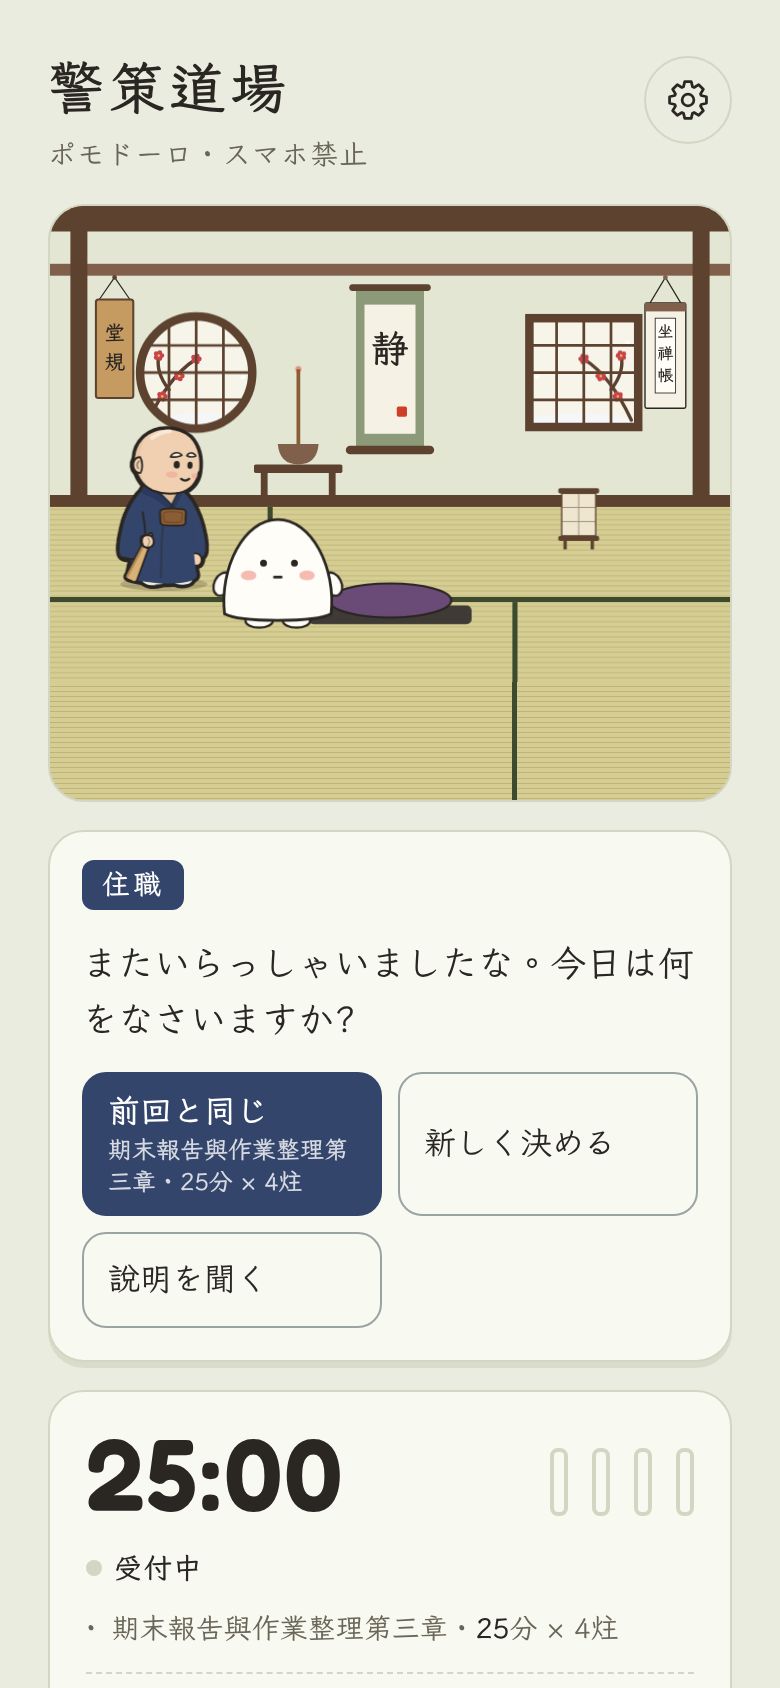 警策道場
ポモドーロ・スマホ禁止
堂規
静
坐禅帳
住職
またいらっしゃいましたな。今日は何
をなさいますか?
前回と同じ
期末報告與作業整理第
三章・25分 × 4炷
新しく決める
說明を聞く
25:00
受付中
・ 期末報告與作業整理第三章・25分 × 4炷